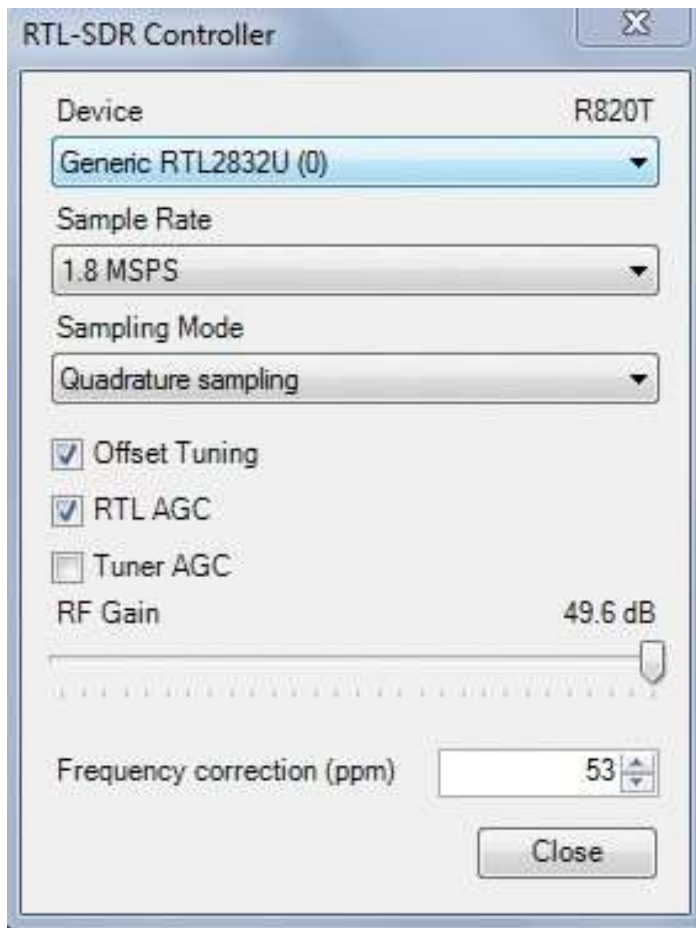 RTL-SDR Controller
Device R820T
Generic RTL2832U (0)
Sample Rate
1.8 MSPS
Sampling Mode
Quadrature sampling
Offset Tuning
RTL AGC
Tuner AGC
RF Gain 49.6 dB
Frequency correction (ppm) 53
Close